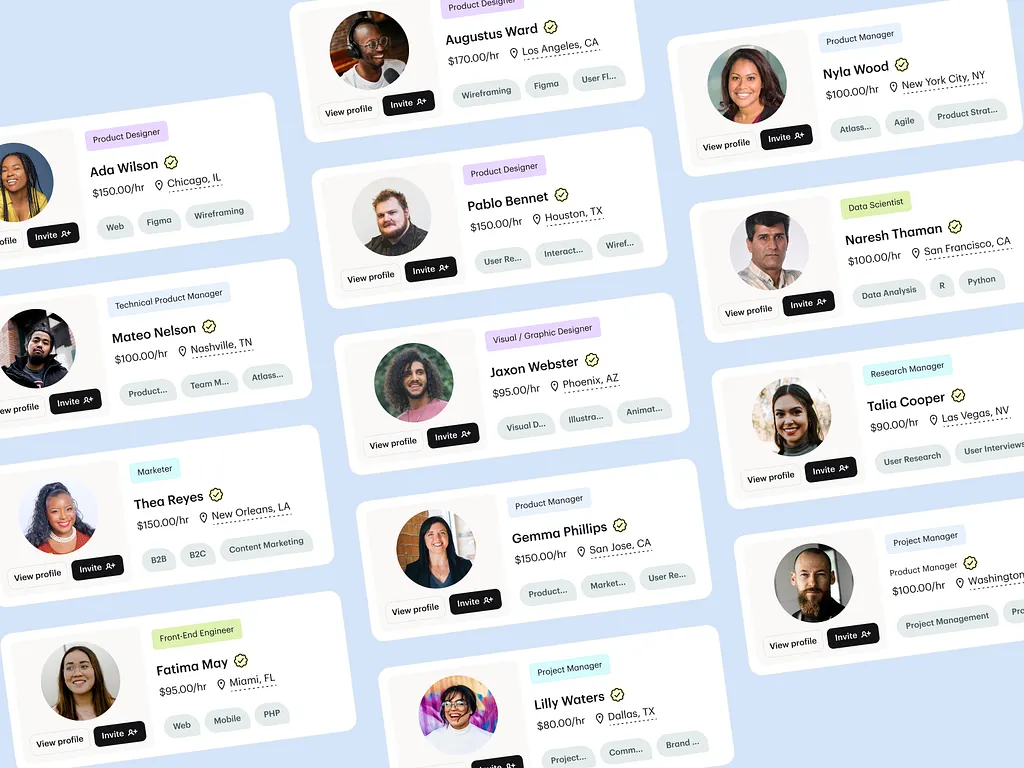 Product Designer
Ada Wilson
$150.00/hr Chicago, IL
Web Figma Wireframing
Invite
Technical Product Manager
Mateo Nelson
$100.00/hr Nashville, TN
Product... Team M... Atlass...
View profile Invite
Marketer
Thea Reyes
$150.00/hr New Orleans, LA
B2B B2C Content Marketing
View profile Invite
Front-End Engineer
Fatima May
$95.00/hr Miami, FL
Web Mobile PHP
View profile Invite
Product Designer
Augustus Ward
$170.00/hr Los Angeles, CA
Wireframing Figma User Fl...
View profile Invite
Product Designer
Pablo Bennet
$150.00/hr Houston, TX
User Re... Interact... Wiref...
View profile Invite
Visual / Graphic Designer
Jaxon Webster
$95.00/hr Phoenix, AZ
Visual D... Illustra... Animat...
View profile Invite
Product Manager
Gemma Phillips
$150.00/hr San Jose, CA
Product... Market... User Re...
View profile Invite
Project Manager
Lilly Waters
$80.00/hr Dallas, TX
Project... Comm... Brand ...
Invite
Product Manager
Nyla Wood
$100.00/hr New York City, NY
Atlass... Agile Product Strat...
View profile Invite
Data Scientist
Naresh Thaman
$100.00/hr San Francisco, CA
Data Analysis R Python
View profile Invite
Research Manager
Talia Cooper
$90.00/hr Las Vegas, NV
User Research User Interviews
View profile Invite
Project Manager
Product Manager
$100.00/hr Washington
Project Management
View profile Invite